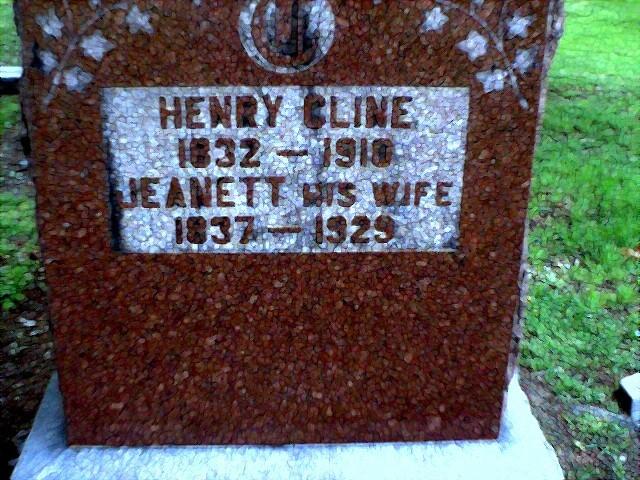 HENRY CLINE
1832 — 1910
JEANETT HIS WIFE
1837 — 1929